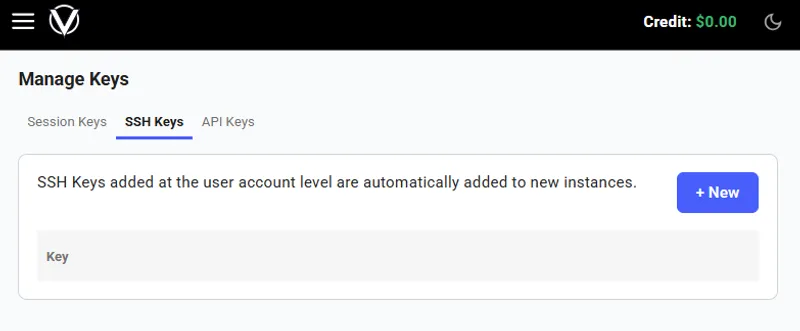 Credit: $0.00
Manage Keys
Session Keys SSH Keys API Keys
SSH Keys added at the user account level are automatically added to new instances.
+ New
Key